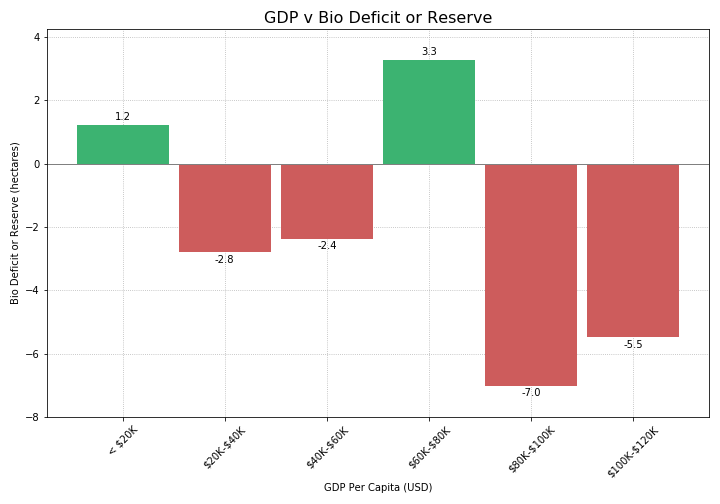 GDP v Bio Deficit or Reserve
4
2
0
−2
−4
−6
−8
Bio Deficit or Reserve (hectares)
1.2
-2.8
-2.4
3.3
-7.0
-5.5
< $20K
$20K-$40K
$40K-$60K
$60K-$80K
$80K-$100K
$100K-$120K
GDP Per Capita (USD)